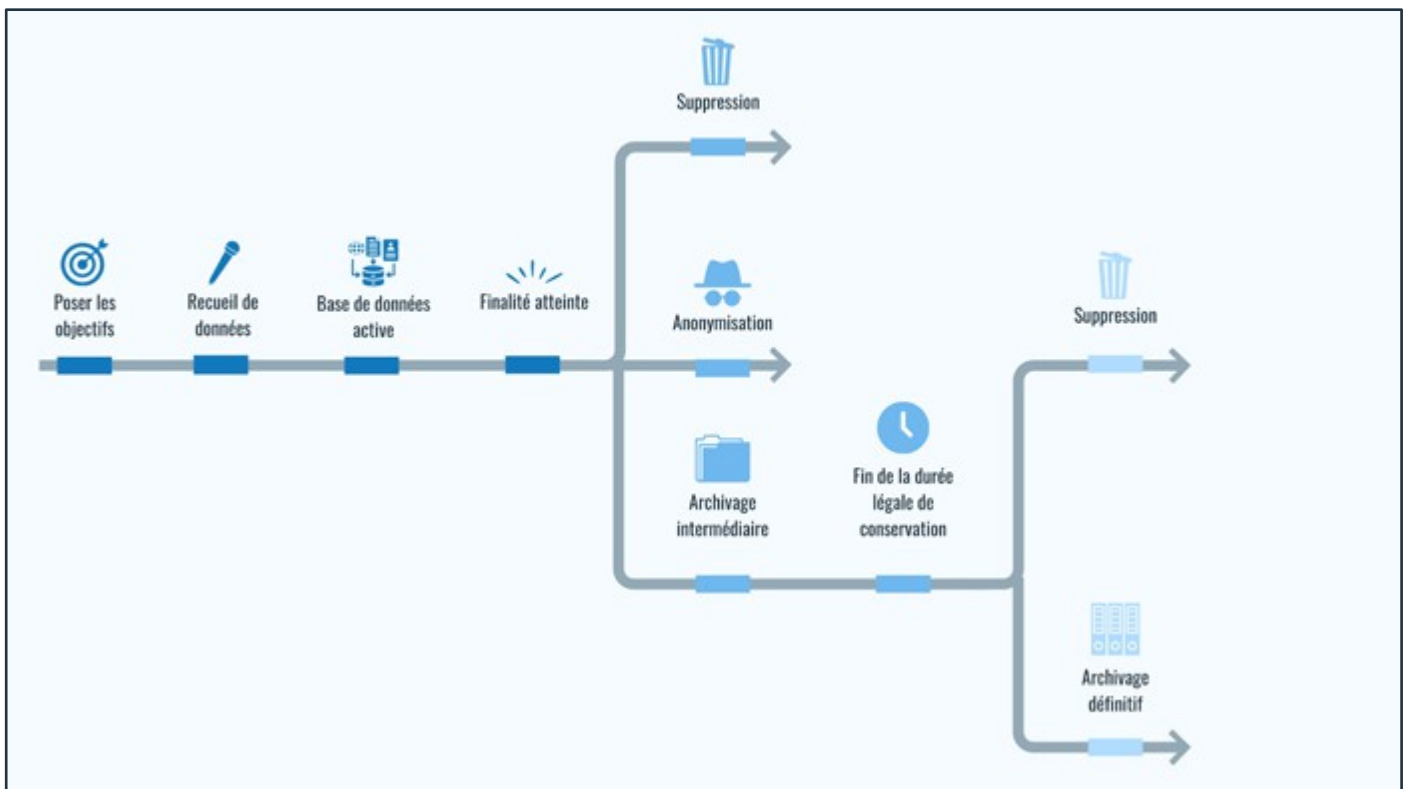 Suppression
Poser les
objectifs
Recueil de
données
Base de données
active
Finalité atteinte
Anonymisation
Suppression
Archivage
intermédiaire
Fin de la durée
légale de
conservation
Archivage
définitif